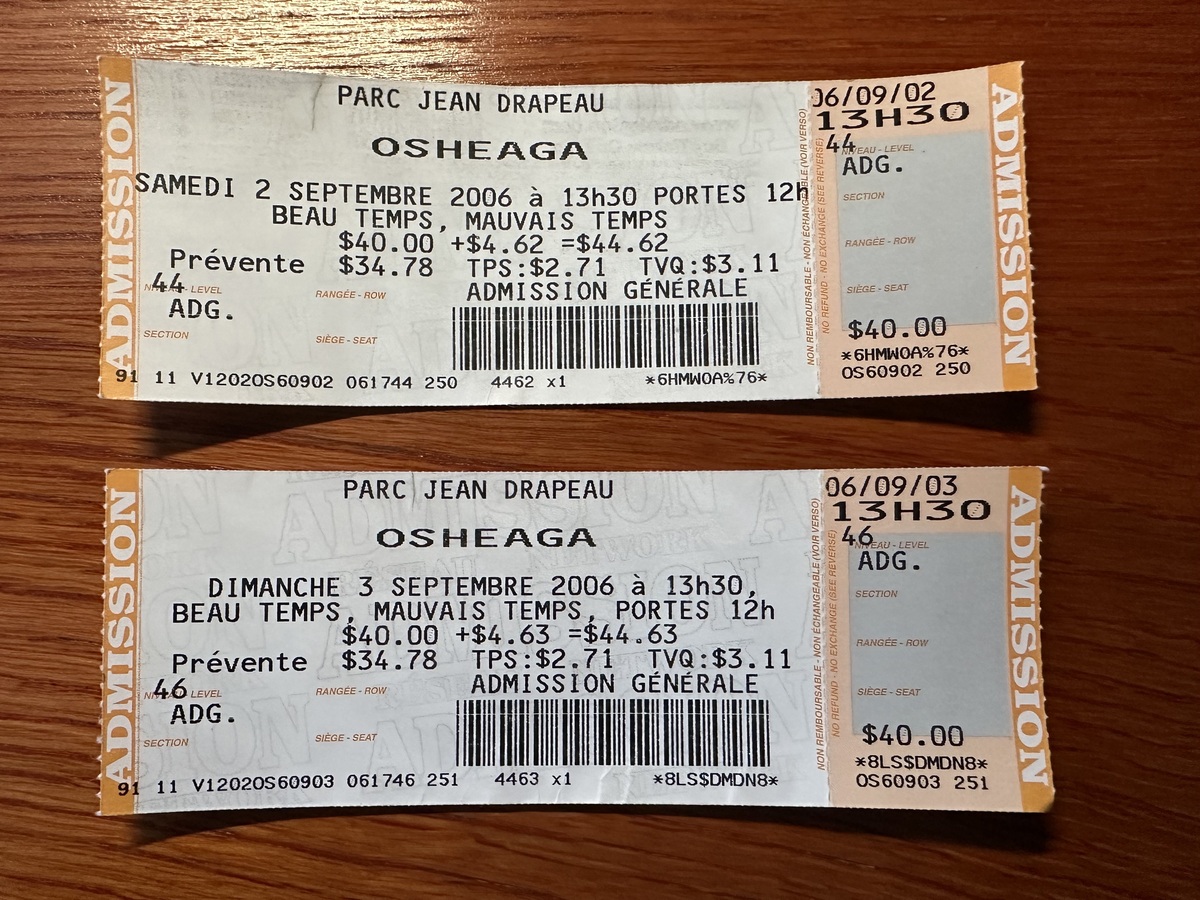 ADMISSION
PARC JEAN DRAPEAU
OSHEAGA
SAMEDI 2 SEPTEMBRE 2006 à 13h30 PORTES 12h
BEAU TEMPS, MAUVAIS TEMPS
$40.00 +$4.62 =$44.62
Prévente $34.78 TPS:$2.71 TVQ:$3.11
44 LEVEL RANGÉE - ROW ADMISSION GÉNÉRALE
ADG.
SECTION SIÈGE - SEAT
91 11 V1202OS60902 061744 250 4462 x1 *6HMWOA%76*
NON REMBOURSABLE - NON ÉCHANGEABLE (VOIR VERSO)
NO REFUND - NO EXCHANGE (SEE REVERSE)
06/09/02
13H30
44 NIVEAU - LEVEL
ADG.
SECTION
RANGÉE - ROW
SIÈGE - SEAT
$40.00
*6HMWOA%76*
OS60902 250
ADMISSION
ADMISSION
PARC JEAN DRAPEAU
OSHEAGA
DIMANCHE 3 SEPTEMBRE 2006 à 13h30,
BEAU TEMPS, MAUVAIS TEMPS, PORTES 12h
$40.00 +$4.63 =$44.63
Prévente $34.78 TPS:$2.71 TVQ:$3.11
46 LEVEL RANGÉE - ROW ADMISSION GÉNÉRALE
ADG.
SECTION SIÈGE - SEAT
91 11 V1202OS60903 061746 251 4463 x1 *8LS$DMDN8*
NON REMBOURSABLE - NON ÉCHANGEABLE (VOIR VERSO)
NO REFUND - NO EXCHANGE (SEE REVERSE)
06/09/03
13H30
46 NIVEAU - LEVEL
ADG.
SECTION
RANGÉE - ROW
SIÈGE - SEAT
$40.00
*8LS$DMDN8*
OS60903 251
ADMISSION